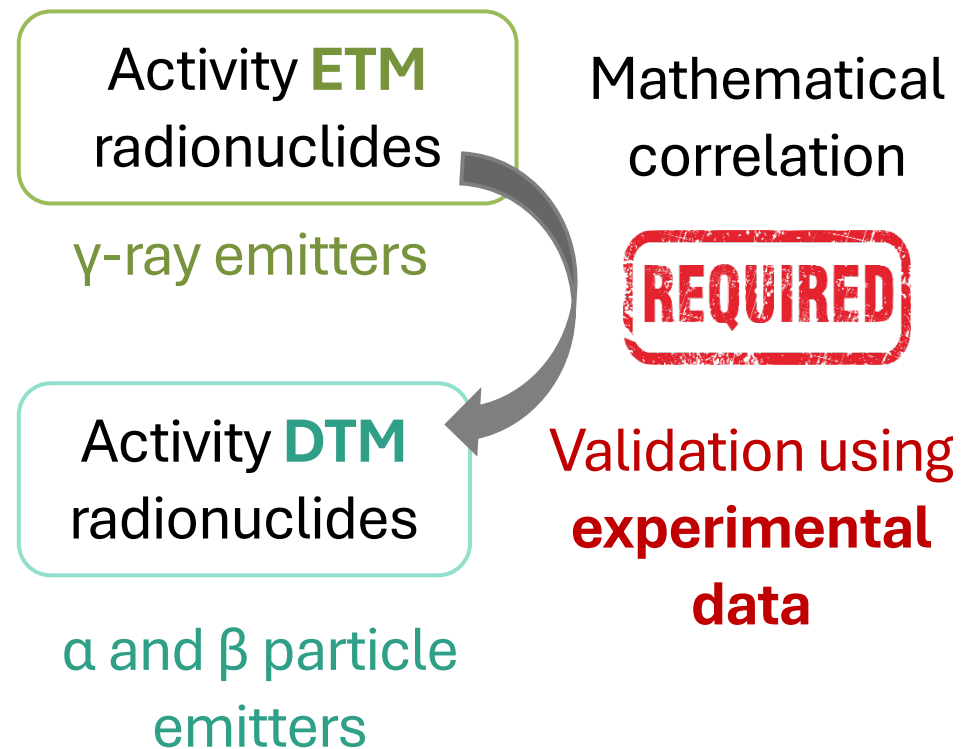 Activity ETM
radionuclides
γ-ray emitters
Activity DTM
radionuclides
α and β particle
emitters
Mathematical
correlation
REQUIRED
Validation using
experimental
data